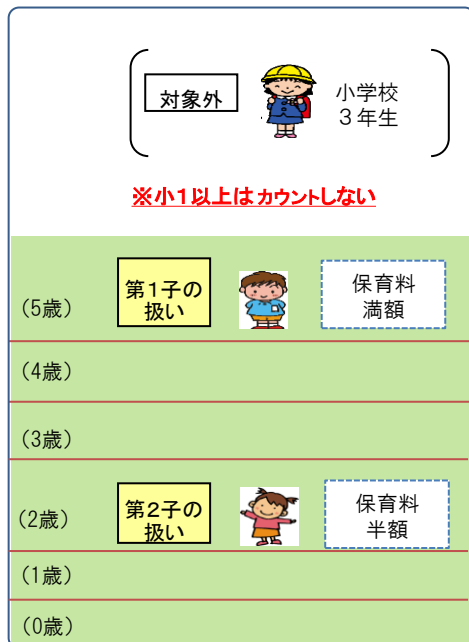 対象外
小学校
３年生
※小１以上はカウントしない
(5歳)
第１子の
扱い
保育料
満額
(4歳)
(3歳)
(2歳)
第２子の
扱い
保育料
半額
(1歳)
(0歳)